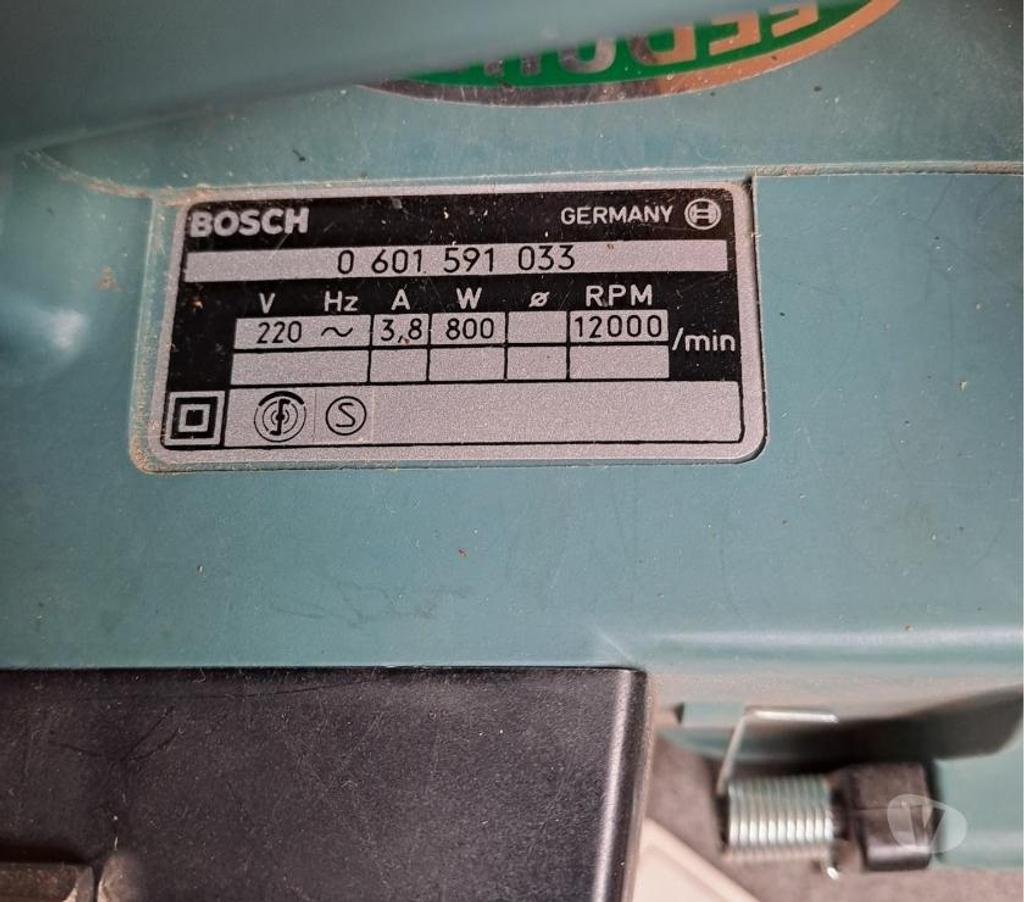 BOSCH GERMANY
0 601 591 033
V Hz A W ⌀ RPM
220 ~ 3,8 800 12000 /min
S